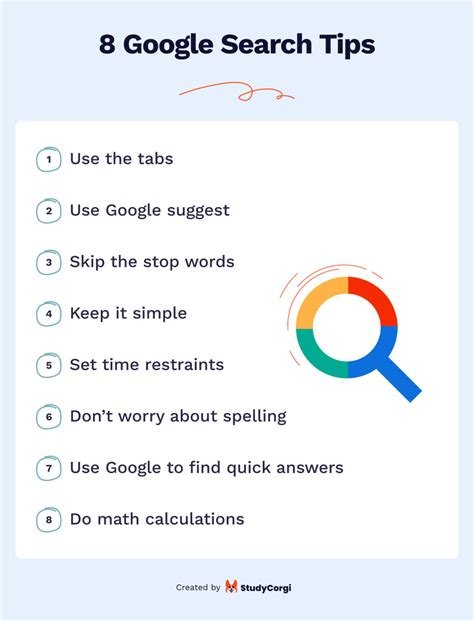 8 Google Search Tips
1 Use the tabs
2 Use Google suggest
3 Skip the stop words
4 Keep it simple
5 Set time restraints
6 Don’t worry about spelling
7 Use Google to find quick answers
8 Do math calculations
Created by StudyCorgi